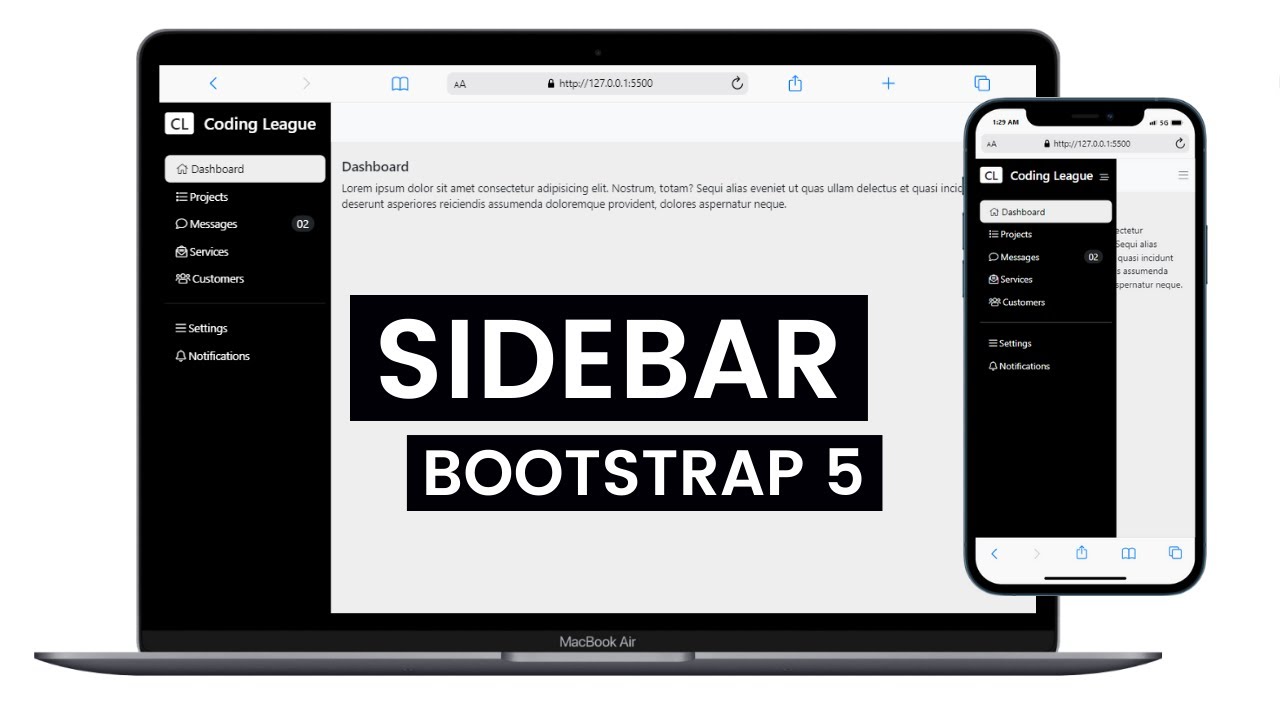 AA http://127.0.0.1:5500
CL Coding League
Dashboard
Projects
Messages 02
Services
Customers
Settings
Notifications
Dashboard
Lorem ipsum dolor sit amet consectetur adipisicing elit. Nostrum, totam? Sequi alias eveniet ut quas ullam delectus et quasi incid
deserunt asperiores reiciendis assumenda doloremque provident, dolores aspernatur neque.
SIDEBAR
BOOTSTRAP 5
MacBook Air
1:29 AM 5G
AA http://127.0.0.1:5500
CL Coding League
Dashboard
Projects
Messages 02
Services
Customers
Settings
Notifications
ectetur
Sequi alias
quasi incidunt
s assumenda
spernatur neque.